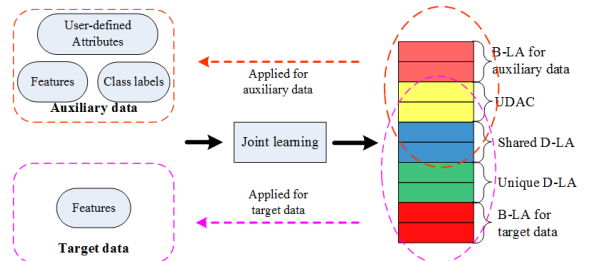 User-defined
Attributes
Features
Class labels
Auxiliary data
Applied for
auxiliary data
Joint learning
Applied for
target data
Features
Target data
B-LA for
auxiliary data
UDAC
Shared D-LA
Unique D-LA
B-LA for
target data